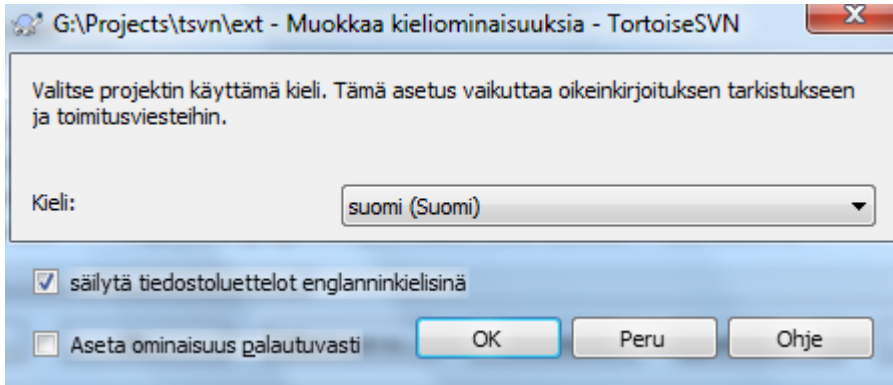 G:\Projects\tsvn\ext - Muokkaa kieliominaisuuksia - TortoiseSVN
Valitse projektin käyttämä kieli. Tämä asetus vaikuttaa oikeinkirjoituksen tarkistukseen
ja toimitusviesteihin.
Kieli:
suomi (Suomi)
säilytä tiedostoluettelot englanninkielisinä
Aseta ominaisuus palautuvasti
OK
Peru
Ohje